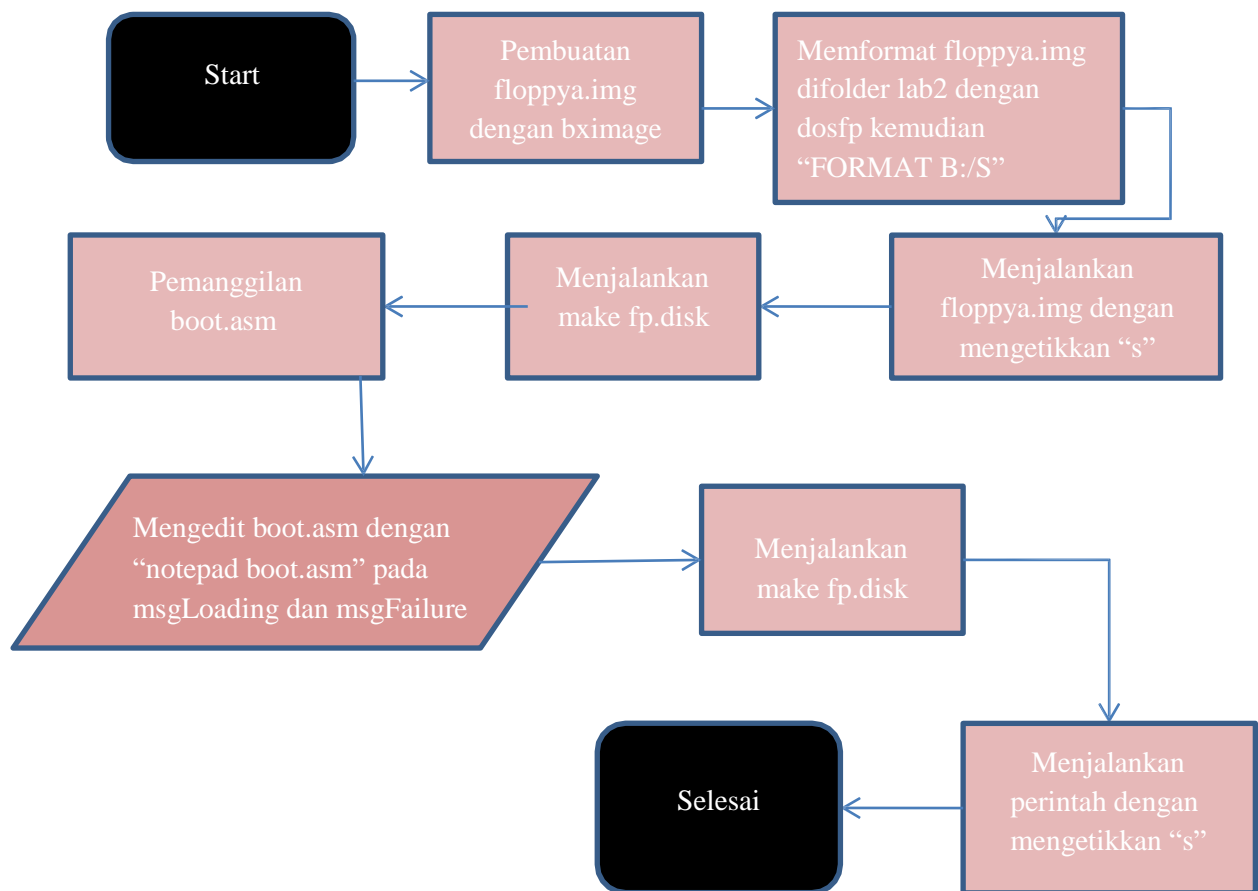 Start
Pembuatan
floppya.img
dengan bximage
Memformat floppya.img
difolder lab2 dengan
dosfp kemudian
“FORMAT B:/S”
Menjalankan
floppya.img dengan
mengetikkan “s”
Menjalankan
make fp.disk
Pemanggilan
boot.asm
Mengedit boot.asm dengan
“notepad boot.asm” pada
msgLoading dan msgFailure
Menjalankan
make fp.disk
Menjalankan
perintah dengan
mengetikkan “s”
Selesai